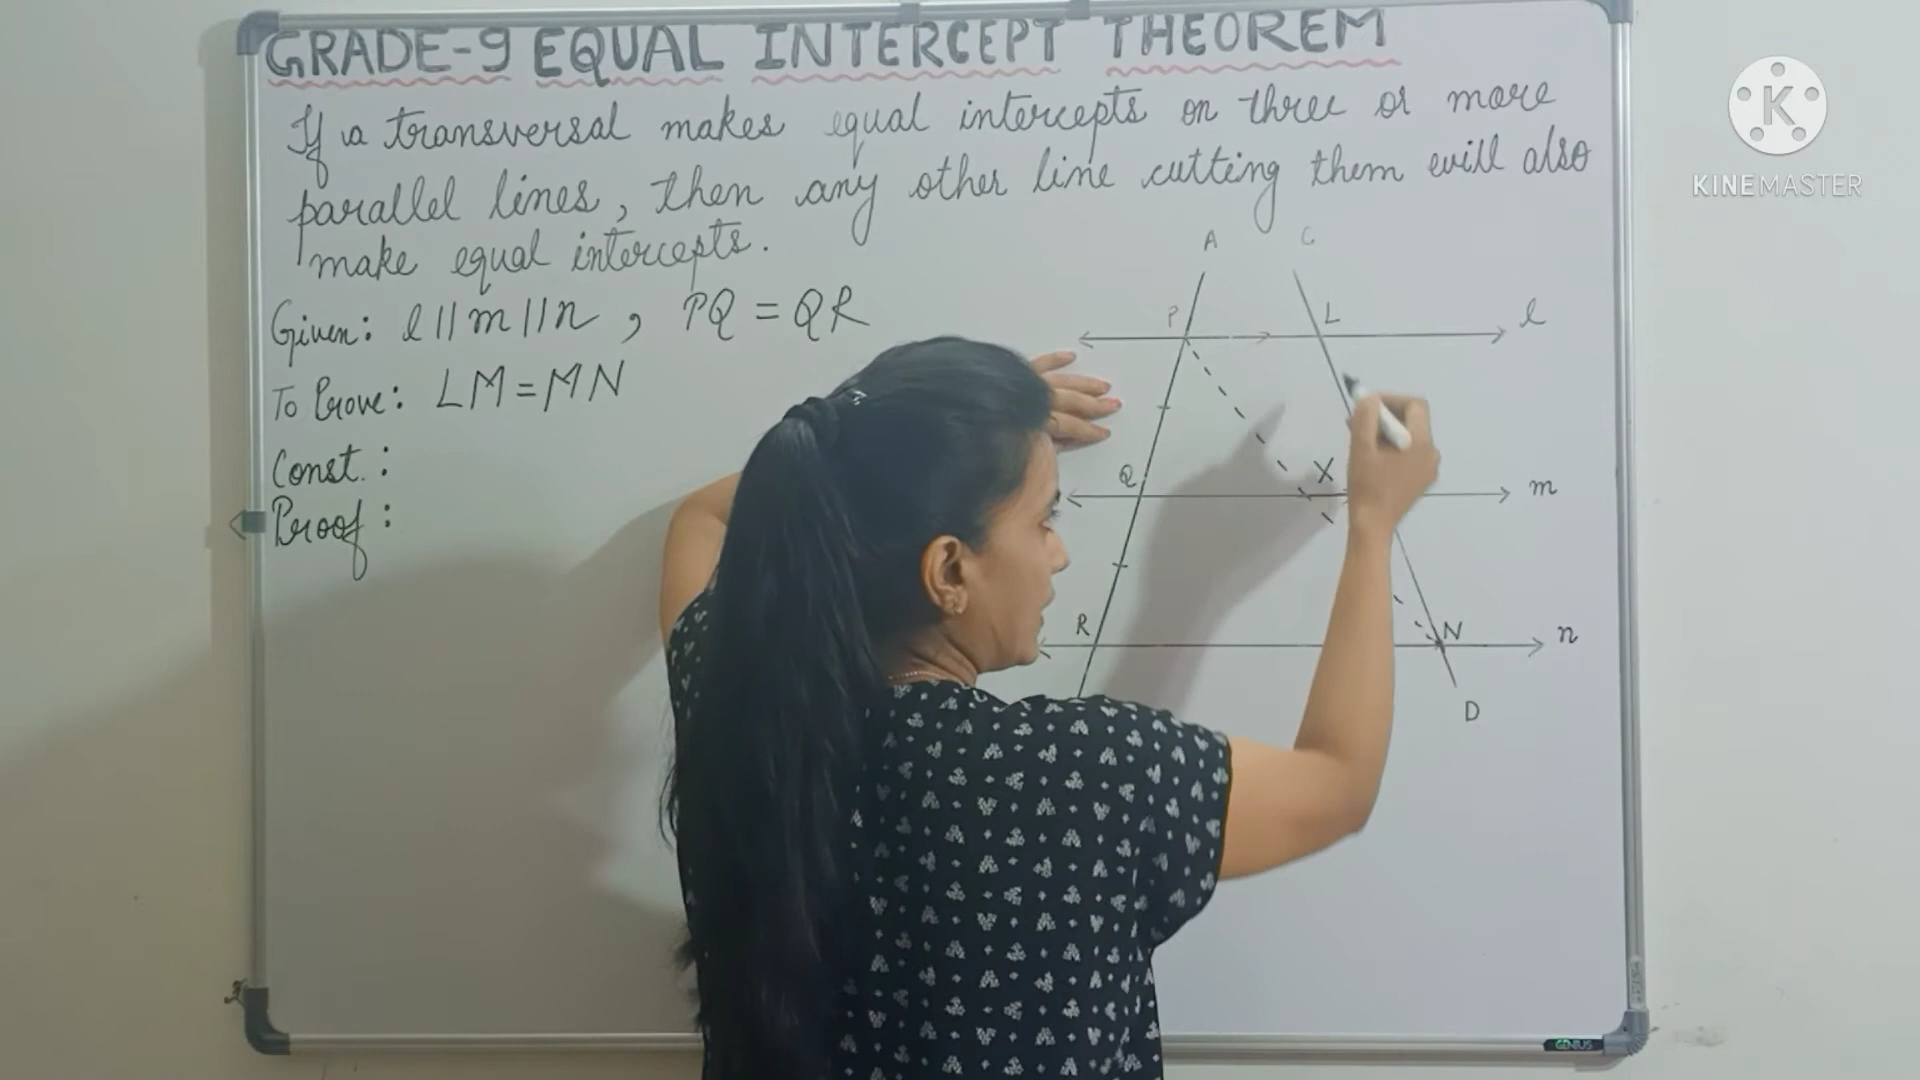 GRADE-9 EQUAL INTERCEPT THEOREM
If a transversal makes equal intercepts on three or more
parallel lines, then any other line cutting them will also
make equal intercepts.
Given: l || m || n, PQ = QR
To Prove: LM = MN
Const.:
Proof:
A
C
P
L
l
Q
X
m
R
N
n
D
K
KINEMASTER
GENIUS